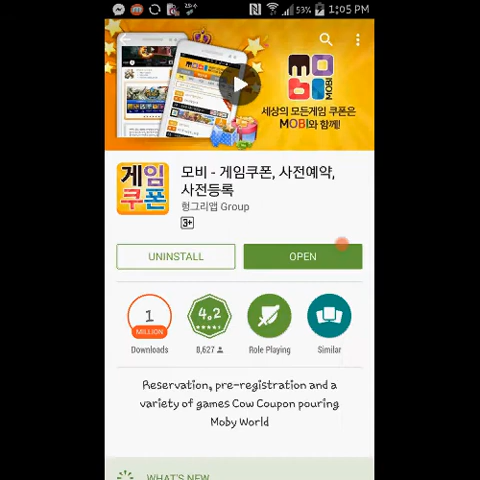 53% 1:05 PM
mo
bi MOBI
세상의 모든게임 쿠폰은
MOBI와 함께!
게임
쿠폰
모비 - 게임쿠폰, 사전예약,
사전등록
헝그리앱 Group
3+
UNINSTALL
OPEN
1
MILLION
4.2
Downloads
8,627
Role Playing
Similar
Reservation, pre-registration and a
variety of games Cow Coupon pouring
Moby World
WHAT'S NEW